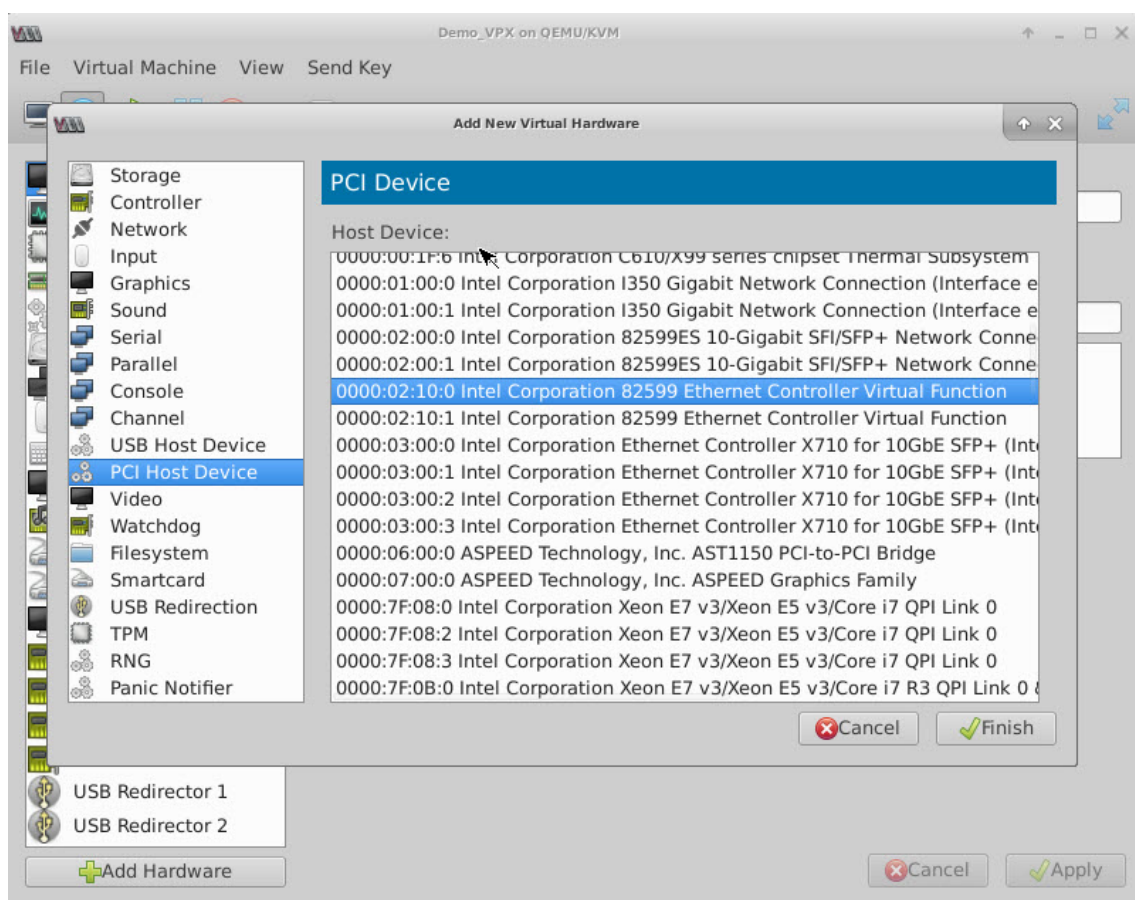 Demo_VPX on QEMU/KVM
File Virtual Machine View Send Key
Add New Virtual Hardware
Storage
Controller
Network
Input
Graphics
Sound
Serial
Parallel
Console
Channel
USB Host Device
PCI Host Device
Video
Watchdog
Filesystem
Smartcard
USB Redirection
TPM
RNG
Panic Notifier
PCI Device
Host Device:
0000:00:1F:6 Intel Corporation C610/X99 series chipset Thermal Subsystem
0000:01:00:0 Intel Corporation I350 Gigabit Network Connection (Interface e
0000:01:00:1 Intel Corporation I350 Gigabit Network Connection (Interface e
0000:02:00:0 Intel Corporation 82599ES 10-Gigabit SFI/SFP+ Network Conne
0000:02:00:1 Intel Corporation 82599ES 10-Gigabit SFI/SFP+ Network Conne
0000:02:10:0 Intel Corporation 82599 Ethernet Controller Virtual Function
0000:02:10:1 Intel Corporation 82599 Ethernet Controller Virtual Function
0000:03:00:0 Intel Corporation Ethernet Controller X710 for 10GbE SFP+ (Int
0000:03:00:1 Intel Corporation Ethernet Controller X710 for 10GbE SFP+ (Int
0000:03:00:2 Intel Corporation Ethernet Controller X710 for 10GbE SFP+ (Int
0000:03:00:3 Intel Corporation Ethernet Controller X710 for 10GbE SFP+ (Int
0000:06:00:0 ASPEED Technology, Inc. AST1150 PCI-to-PCI Bridge
0000:07:00:0 ASPEED Technology, Inc. ASPEED Graphics Family
0000:7F:08:0 Intel Corporation Xeon E7 v3/Xeon E5 v3/Core i7 QPI Link 0
0000:7F:08:2 Intel Corporation Xeon E7 v3/Xeon E5 v3/Core i7 QPI Link 0
0000:7F:08:3 Intel Corporation Xeon E7 v3/Xeon E5 v3/Core i7 QPI Link 0
0000:7F:0B:0 Intel Corporation Xeon E7 v3/Xeon E5 v3/Core i7 R3 QPI Link 0
Cancel Finish
USB Redirector 1
USB Redirector 2
Add Hardware
Cancel Apply